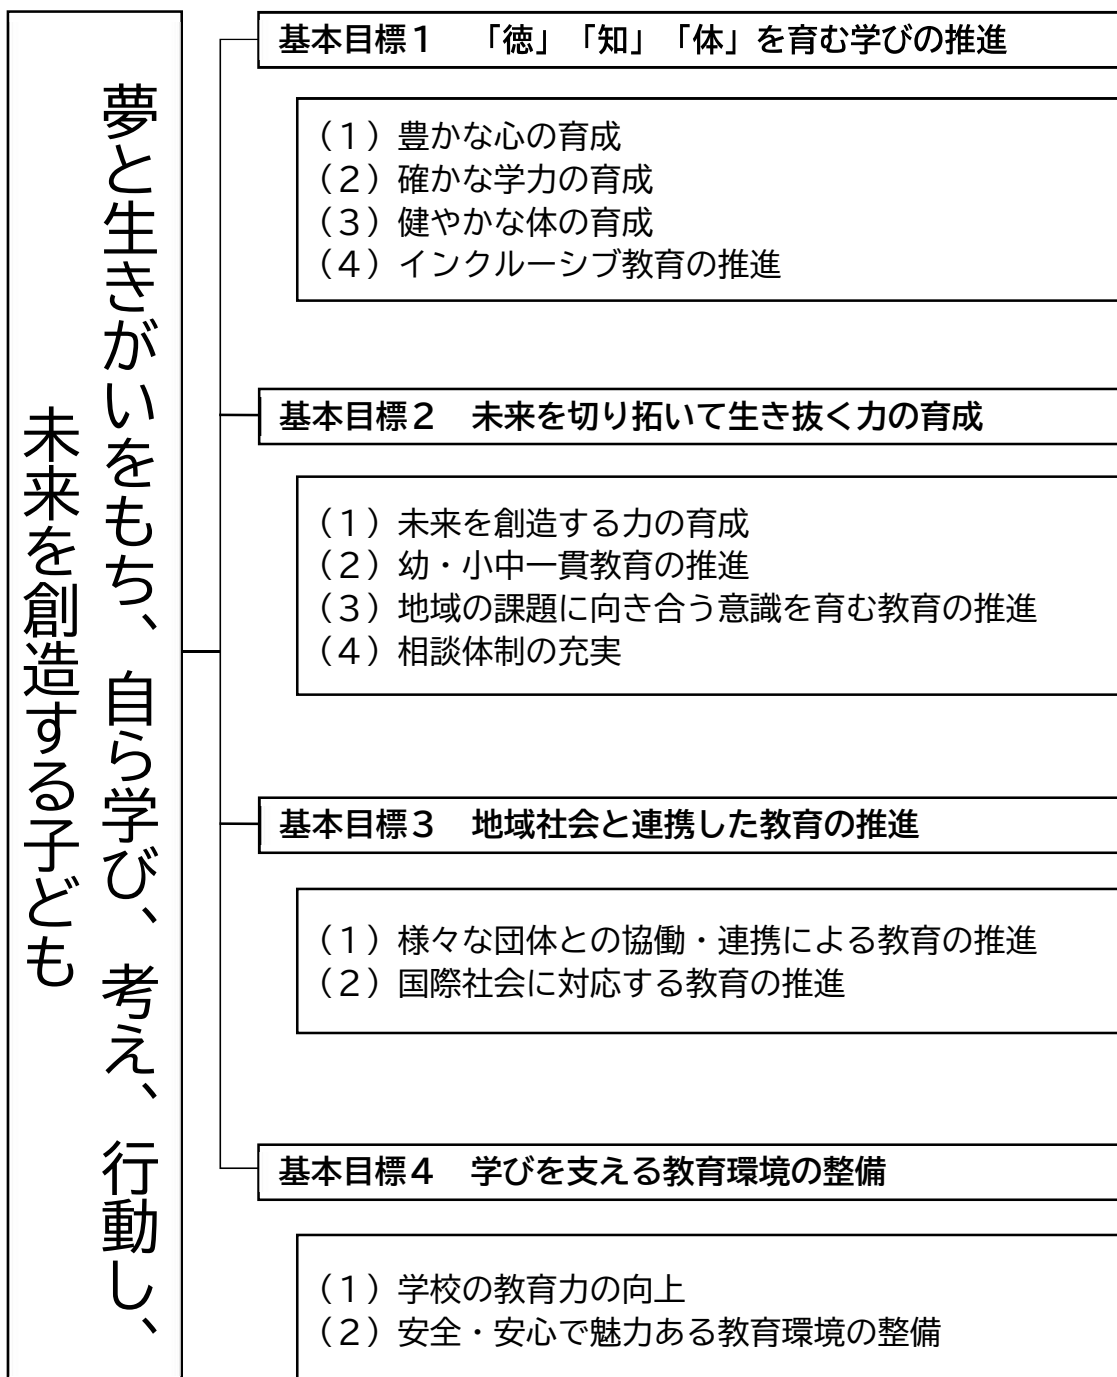 夢と生きがいをもち、自ら学び、考え、行動し、
未来を創造する子ども
基本目標１　「徳」「知」「体」を育む学びの推進
（１）豊かな心の育成
（２）確かな学力の育成
（３）健やかな体の育成
（４）インクルーシブ教育の推進
基本目標２　未来を切り拓いて生き抜く力の育成
（１）未来を創造する力の育成
（２）幼・小中一貫教育の推進
（３）地域の課題に向き合う意識を育む教育の推進
（４）相談体制の充実
基本目標３　地域社会と連携した教育の推進
（１）様々な団体との協働・連携による教育の推進
（２）国際社会に対応する教育の推進
基本目標４　学びを支える教育環境の整備
（１）学校の教育力の向上
（２）安全・安心で魅力ある教育環境の整備